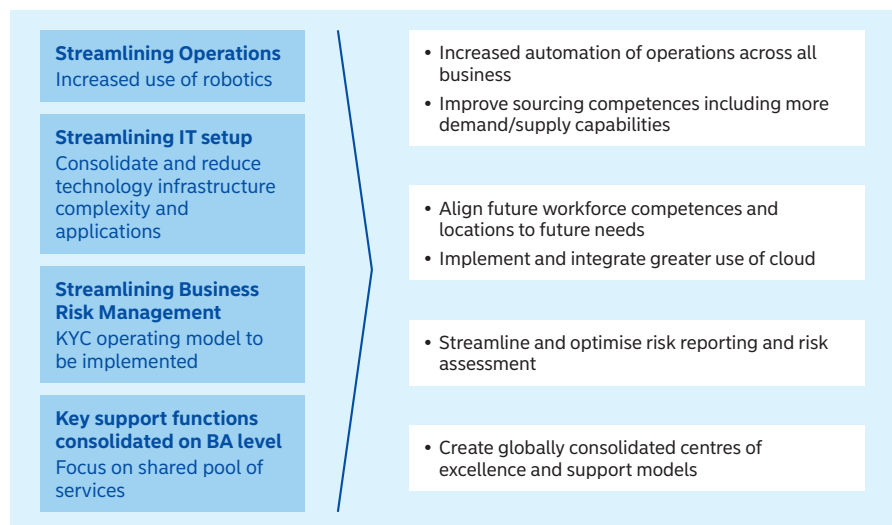 Streamlining Operations
Increased use of robotics
Streamlining IT setup
Consolidate and reduce
technology infrastructure
complexity and
applications
Streamlining Business
Risk Management
KYC operating model to
be implemented
Key support functions
consolidated on BA level
Focus on shared pool of
services
• Increased automation of operations across all
business
• Improve sourcing competences including more
demand/supply capabilities
• Align future workforce competences and
locations to future needs
• Implement and integrate greater use of cloud
• Streamline and optimise risk reporting and risk
assessment
• Create globally consolidated centres of
excellence and support models